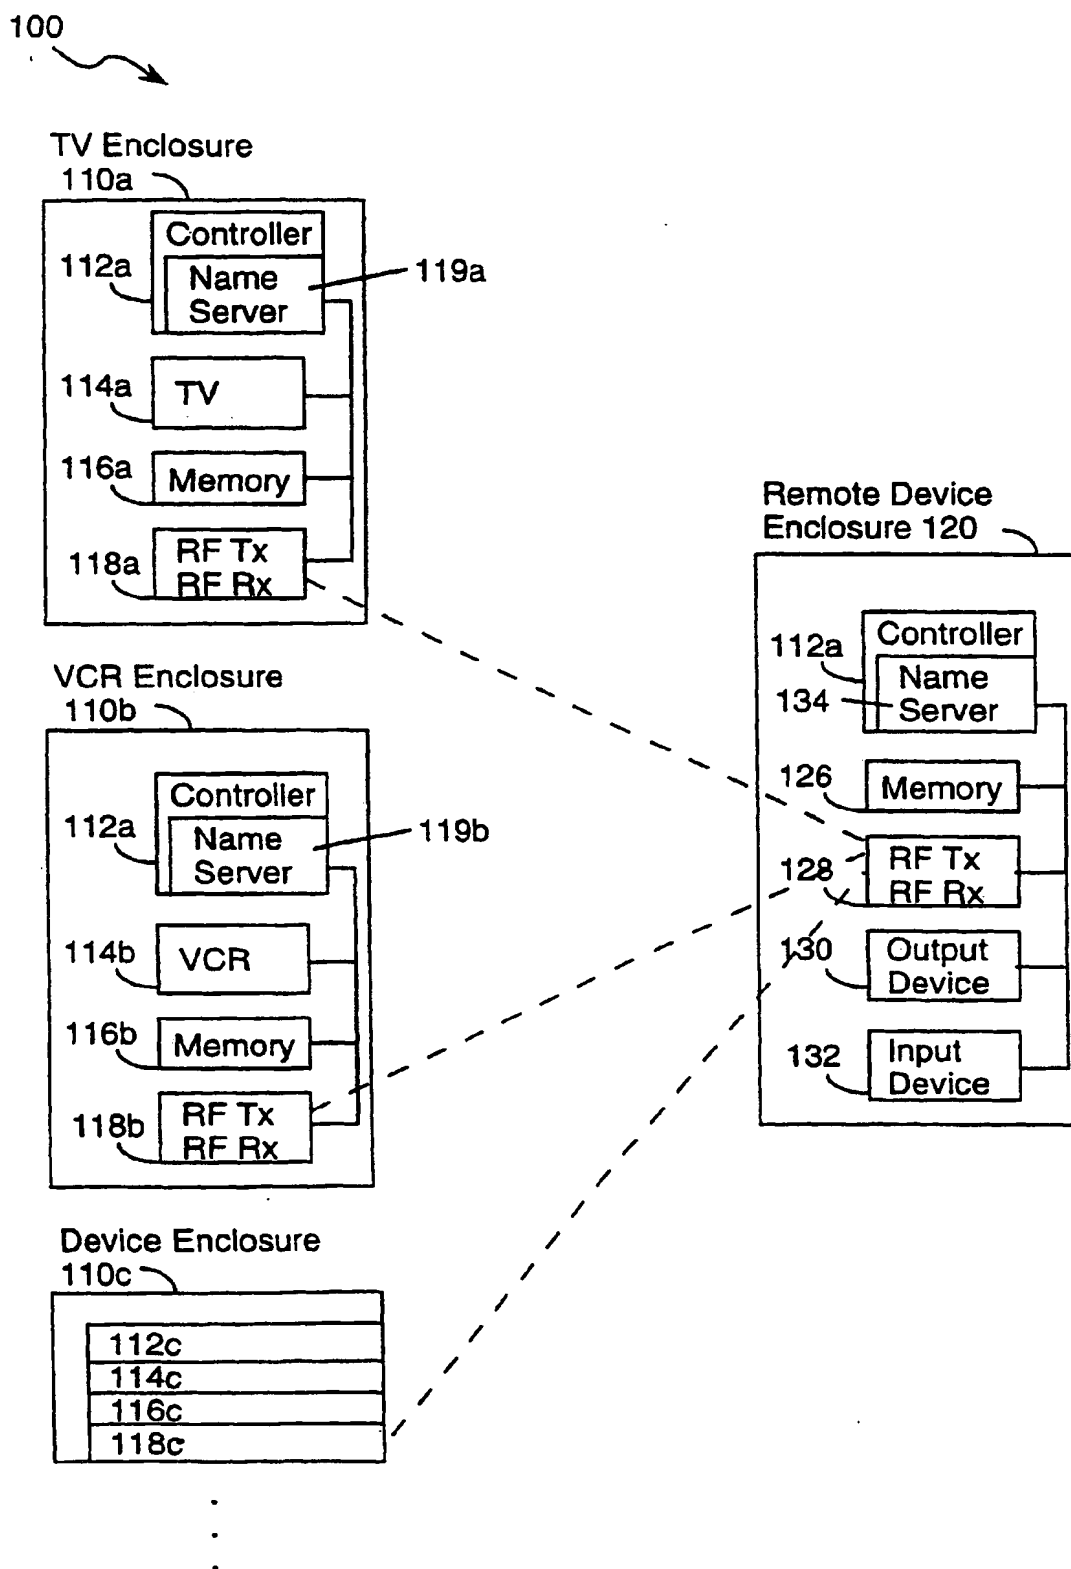 100
TV Enclosure
110a
Controller
112a
Name
Server
119a
114a
TV
116a
Memory
118a
RF Tx
RF Rx
VCR Enclosure
110b
Controller
112a
Name
Server
119b
114b
VCR
116b
Memory
118b
RF Tx
RF Rx
Device Enclosure
110c
112c
114c
116c
118c
Remote Device
Enclosure 120
Controller
112a
Name
134
Server
126
Memory
128
RF Tx
RF Rx
130
Output
Device
132
Input
Device